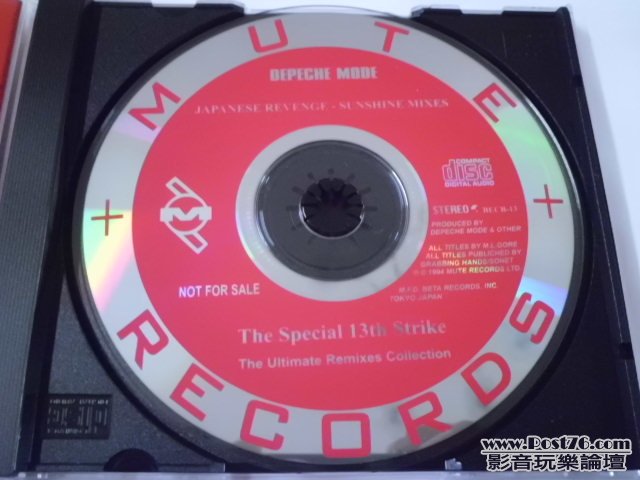 MUTE
DEPECHE MODE
JAPANESE REVENGE - SUNSHINE MIXES
COMPACT
disc
DIGITAL AUDIO
STEREO BECB-13
PRODUCED BY
DEPECHE MODE & OTHER
M
NOT FOR SALE
ALL TITLES BY M.L.GORE
ALL TITLES PUBLISHED BY
GRABBING HANDS/SONET
℗ © 1994 MUTE RECORDS LTD.
M.F.D. BETA RECORDS, INC.
TOKYO JAPAN
The Special 13th Strike
The Ultimate Remixes Collection
RECORDS
www.Post76.com
影音玩樂論壇